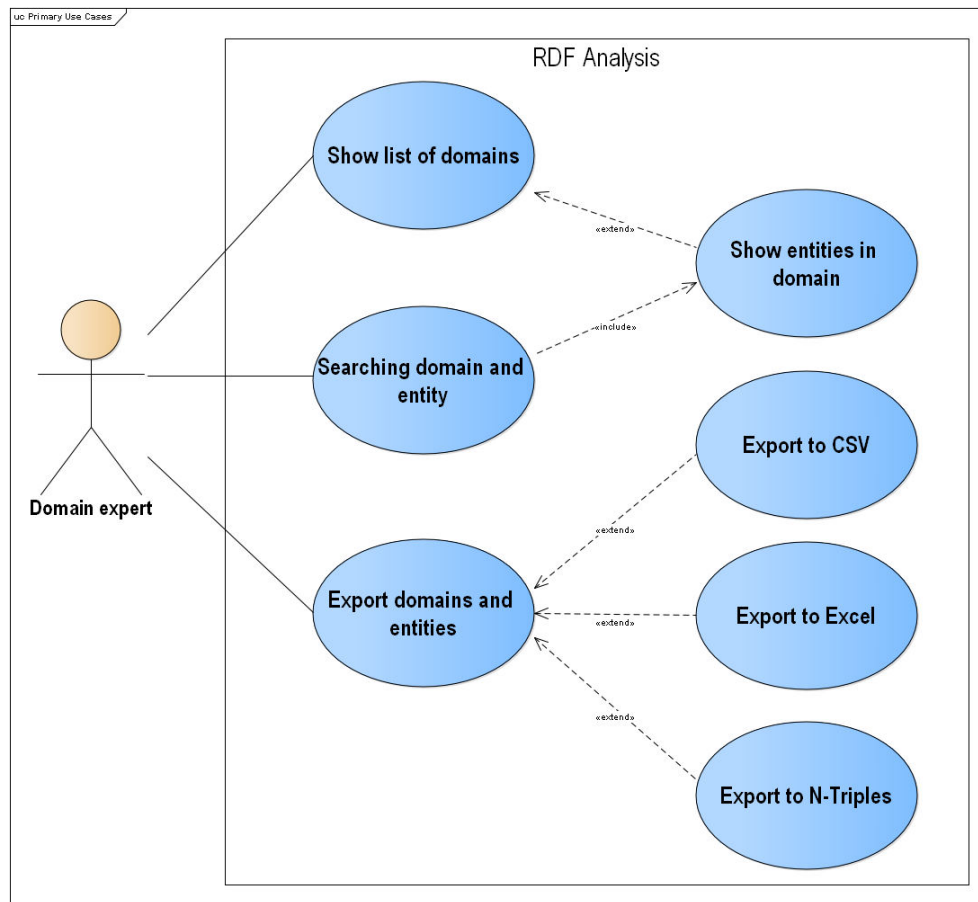 uc Primary Use Cases
RDF Analysis
Show list of domains
«extend»
Show entities in
domain
«include»
Searching domain and
entity
Domain expert
Export to CSV
«extend»
Export domains and
entities
«extend»
Export to Excel
«extend»
Export to N-Triples